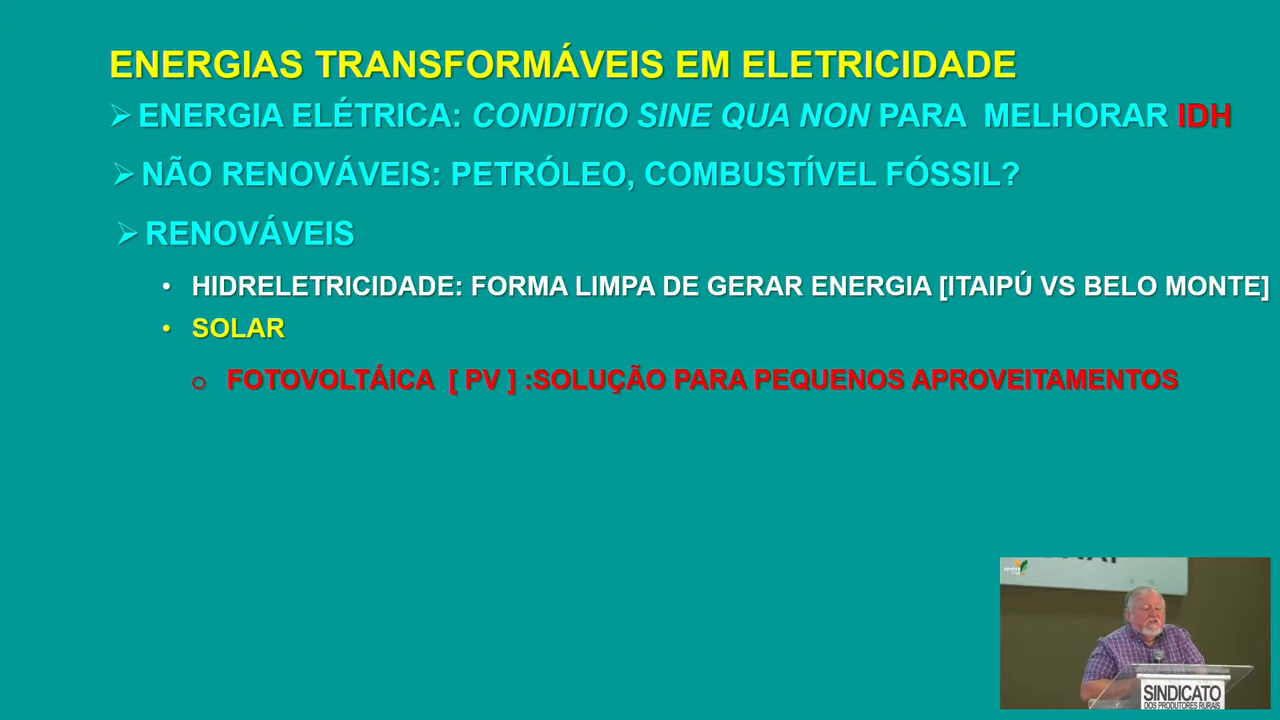 ENERGIAS TRANSFORMÁVEIS EM ELETRICIDADE
ENERGIA ELÉTRICA: CONDITIO SINE QUA NON PARA MELHORAR IDH
NÃO RENOVÁVEIS: PETRÓLEO, COMBUSTÍVEL FÓSSIL?
RENOVÁVEIS
• HIDRELETRICIDADE: FORMA LIMPA DE GERAR ENERGIA [ITAIPÚ VS BELO MONTE]
• SOLAR
o FOTOVOLTÁICA [ PV ] :SOLUÇÃO PARA PEQUENOS APROVEITAMENTOS
SINDICATO
DOS PRODUTORES RURAIS